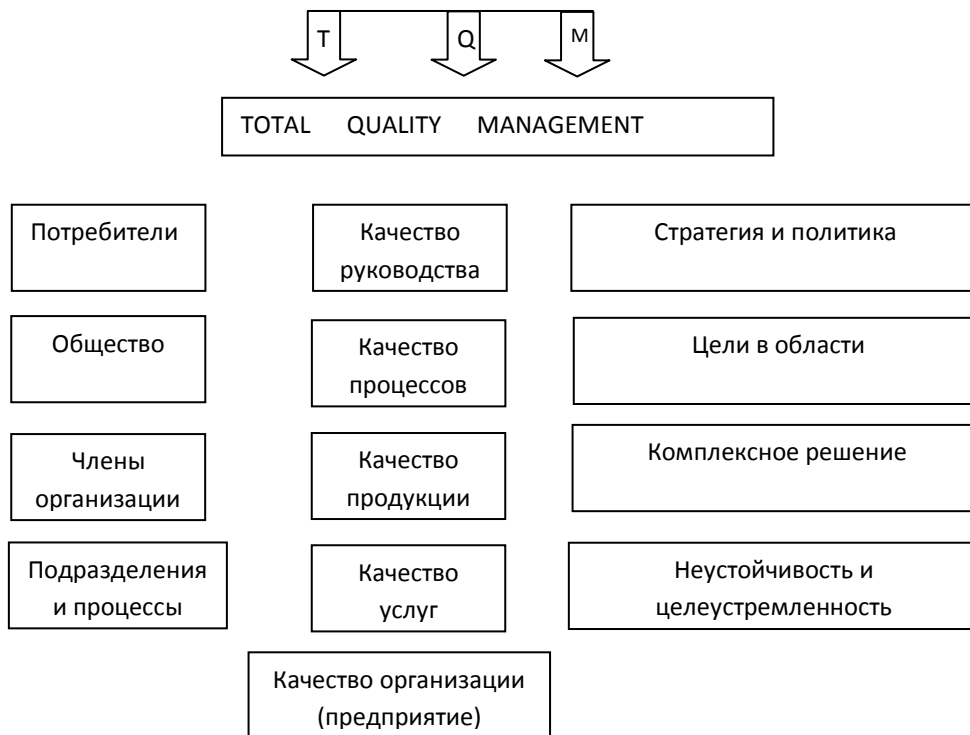 T Q M
TOTAL QUALITY MANAGEMENT
Потребители
Качество
руководства
Стратегия и политика
Общество
Качество
процессов
Цели в области
Члены
организации
Качество
продукции
Комплексное решение
Подразделения
и процессы
Качество
услуг
Неустойчивость и
целеустремленность
Качество организации
(предприятие)